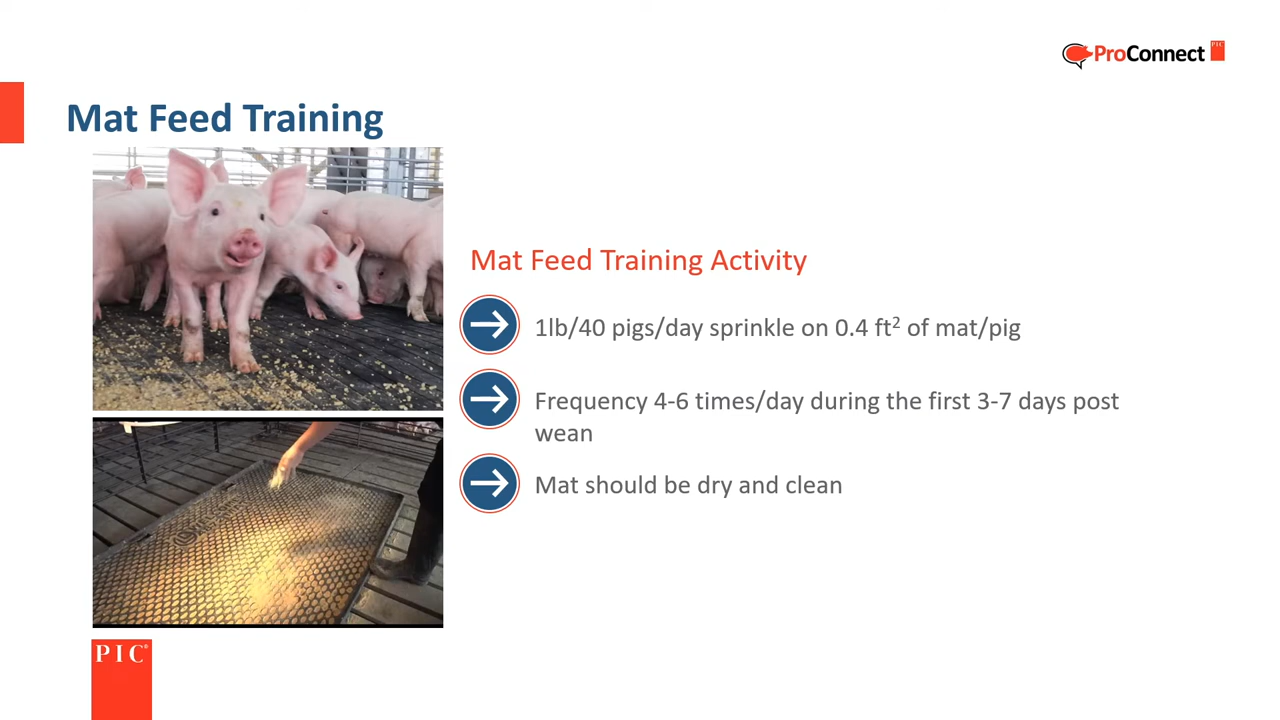 ProConnect PIC
Mat Feed Training
Mat Feed Training Activity
1lb/40 pigs/day sprinkle on 0.4 ft² of mat/pig
Frequency 4-6 times/day during the first 3-7 days post
wean
Mat should be dry and clean
PIC®